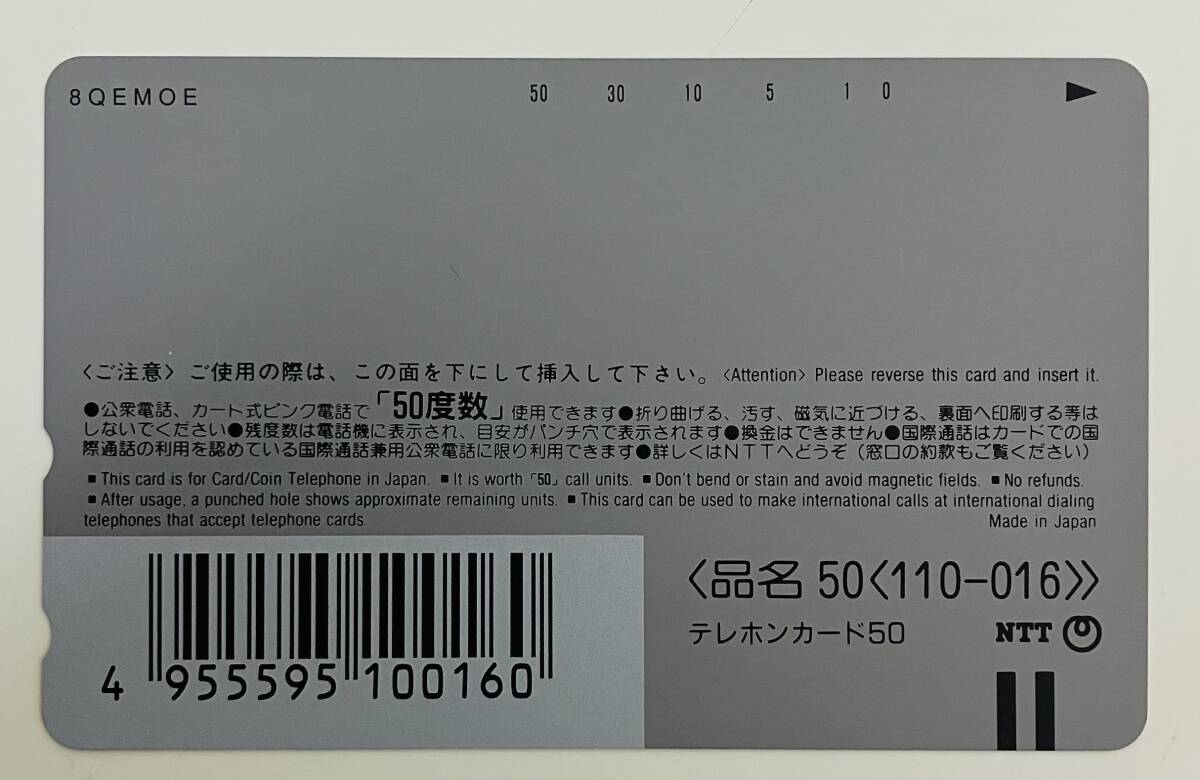 8QEMOE 50 30 10 5 1 0
〈ご注意〉ご使用の際は、この面を下にして挿入して下さい。〈Attention〉Please reverse this card and insert it.
●公衆電話、カード式ピンク電話で「50度数」使用できます●折り曲げる、汚す、磁気に近づける、裏面へ印刷する等は
しないでください●残度数は電話機に表示され、目安がパンチ穴で表示されます●換金はできません●国際通話はカードでの国
際通話の利用を認めている国際通話兼用公衆電話に限り利用できます●詳しくはNTTへどうぞ(窓口の約款もご覧ください)
■This card is for Card/Coin Telephone in Japan. ■It is worth「50」call units. ■Don't bend or stain and avoid magnetic fields. ■No refunds.
■After usage, a punched hole shows approximate remaining units. ■This card can be used to make international calls at international dialing
telephones that accept telephone cards. Made in Japan
〈品名 50〈110-016〉〉
テレホンカード50 NTT
4 955595 100160